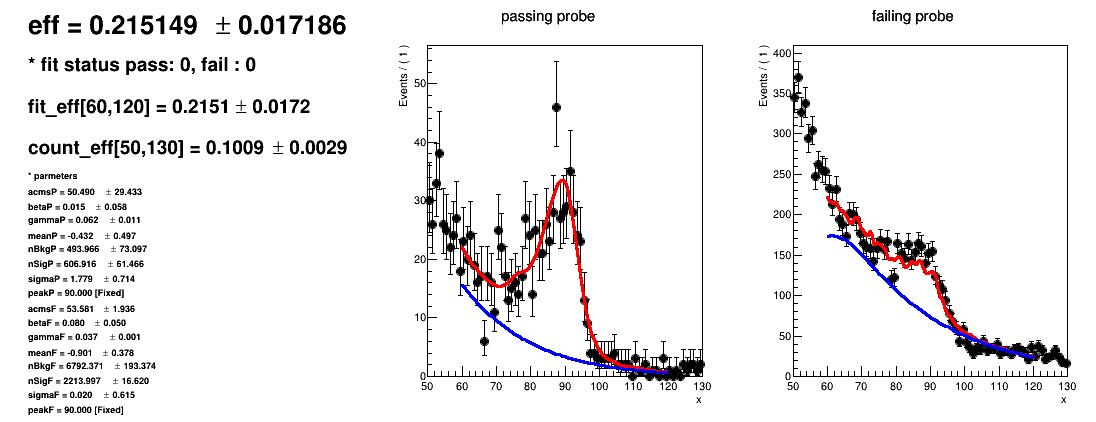 eff = 0.215149 ± 0.017186
* fit status pass: 0, fail : 0
fit_eff[60,120] = 0.2151 ± 0.0172
count_eff[50,130] = 0.1009 ± 0.0029
* parmeters
acmsP = 50.490 ± 29.433
betaP = 0.015 ± 0.058
gammaP = 0.062 ± 0.011
meanP = -0.432 ± 0.497
nBkgP = 493.966 ± 73.097
nSigP = 606.916 ± 61.466
sigmaP = 1.779 ± 0.714
peakP = 90.000 [Fixed]
acmsF = 53.581 ± 1.936
betaF = 0.080 ± 0.050
gammaF = 0.037 ± 0.001
meanF = -0.901 ± 0.378
nBkgF = 6792.371 ± 193.374
nSigF = 2213.997 ± 16.620
sigmaF = 0.020 ± 0.615
peakF = 90.000 [Fixed]
passing probe
Events / ( 1 )
50
40
30
20
10
0
50 60 70 80 90 100 110 120 130
x
failing probe
Events / ( 1 )
400
350
300
250
200
150
100
50
0
50 60 70 80 90 100 110 120 130
x